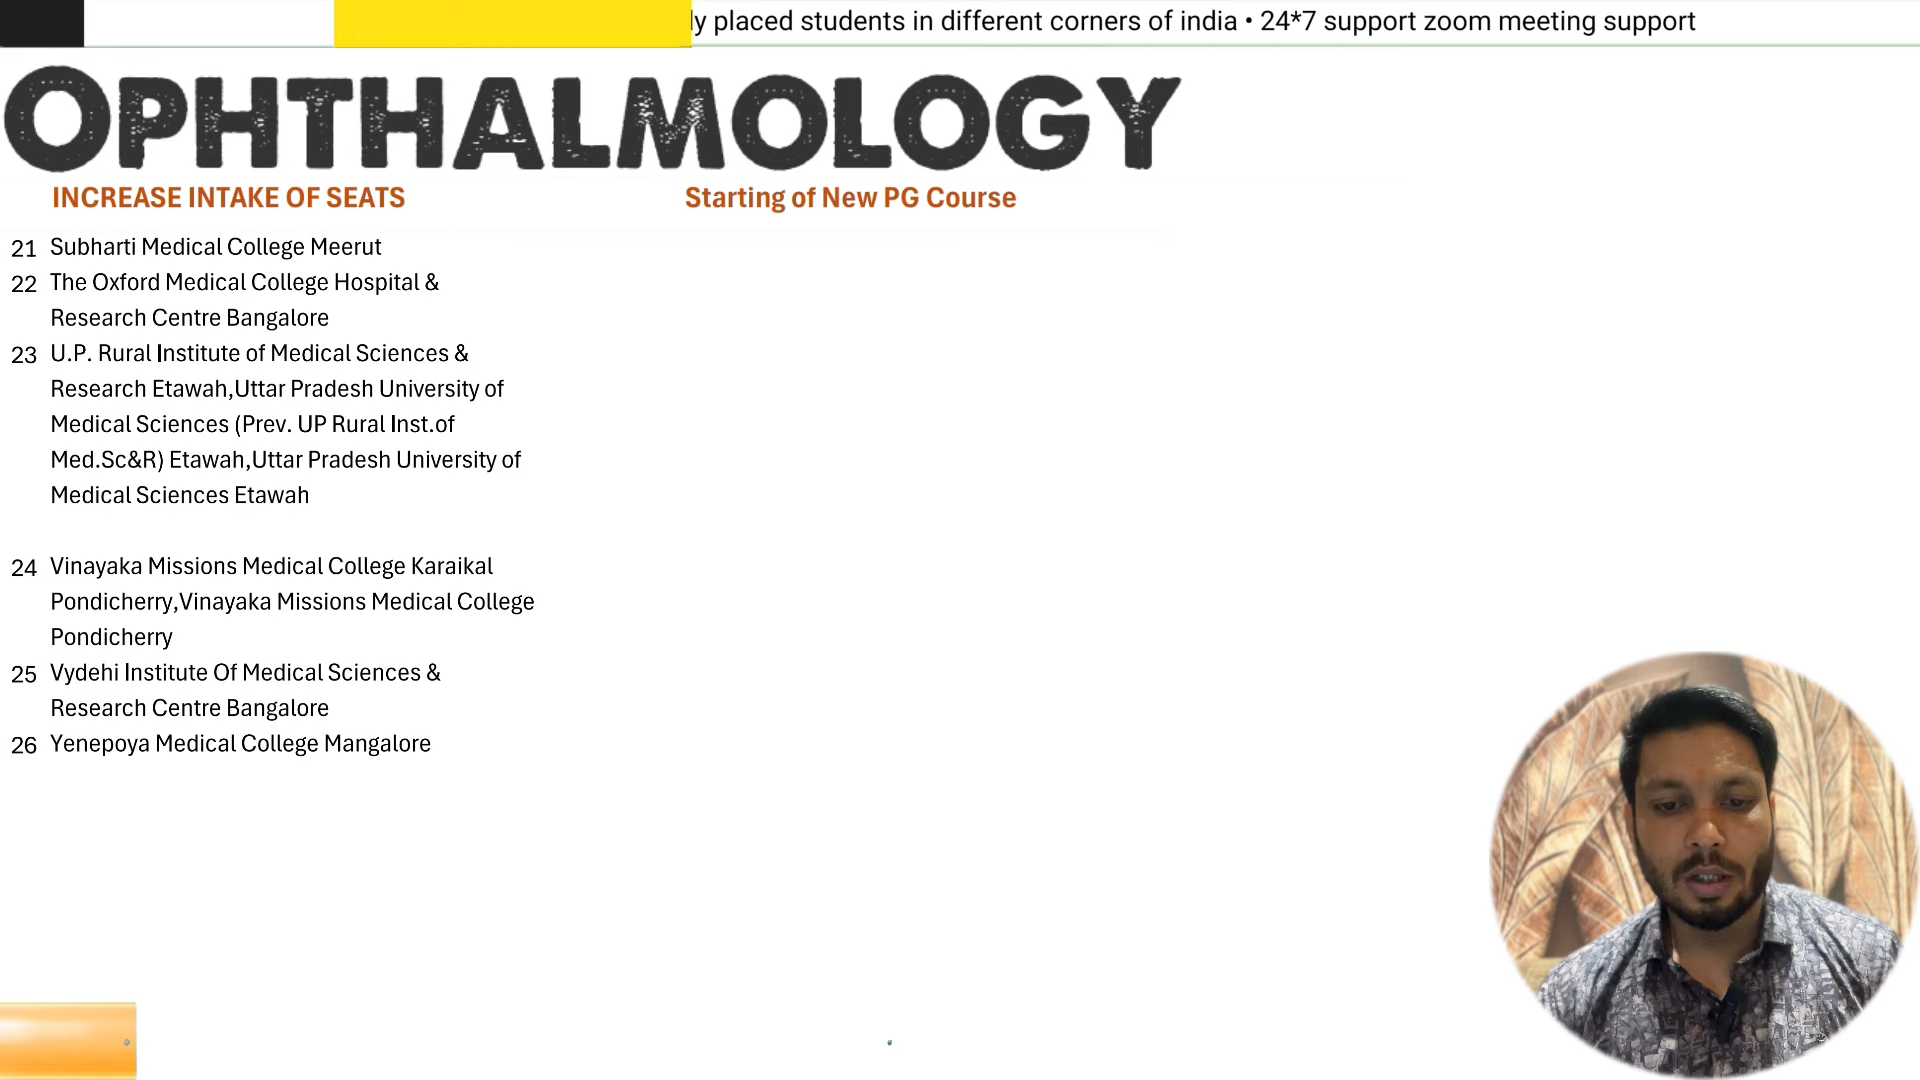 y placed students in different corners of india • 24*7 support zoom meeting support
OPHTHALMOLOGY
INCREASE INTAKE OF SEATS
Starting of New PG Course
21 Subharti Medical College Meerut
22 The Oxford Medical College Hospital &
Research Centre Bangalore
23 U.P. Rural Institute of Medical Sciences &
Research Etawah,Uttar Pradesh University of
Medical Sciences (Prev. UP Rural Inst.of
Med.Sc&R) Etawah,Uttar Pradesh University of
Medical Sciences Etawah
24 Vinayaka Missions Medical College Karaikal
Pondicherry,Vinayaka Missions Medical College
Pondicherry
25 Vydehi Institute Of Medical Sciences &
Research Centre Bangalore
26 Yenepoya Medical College Mangalore